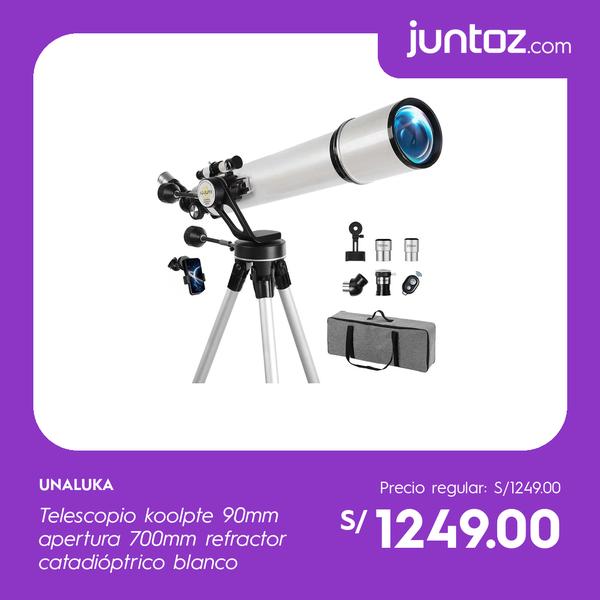 juntoz.com
UNALUKA
Telescopio koolpte 90mm
apertura 700mm refractor
catadióptrico blanco
Precio regular: S/1249.00
S/1249.00